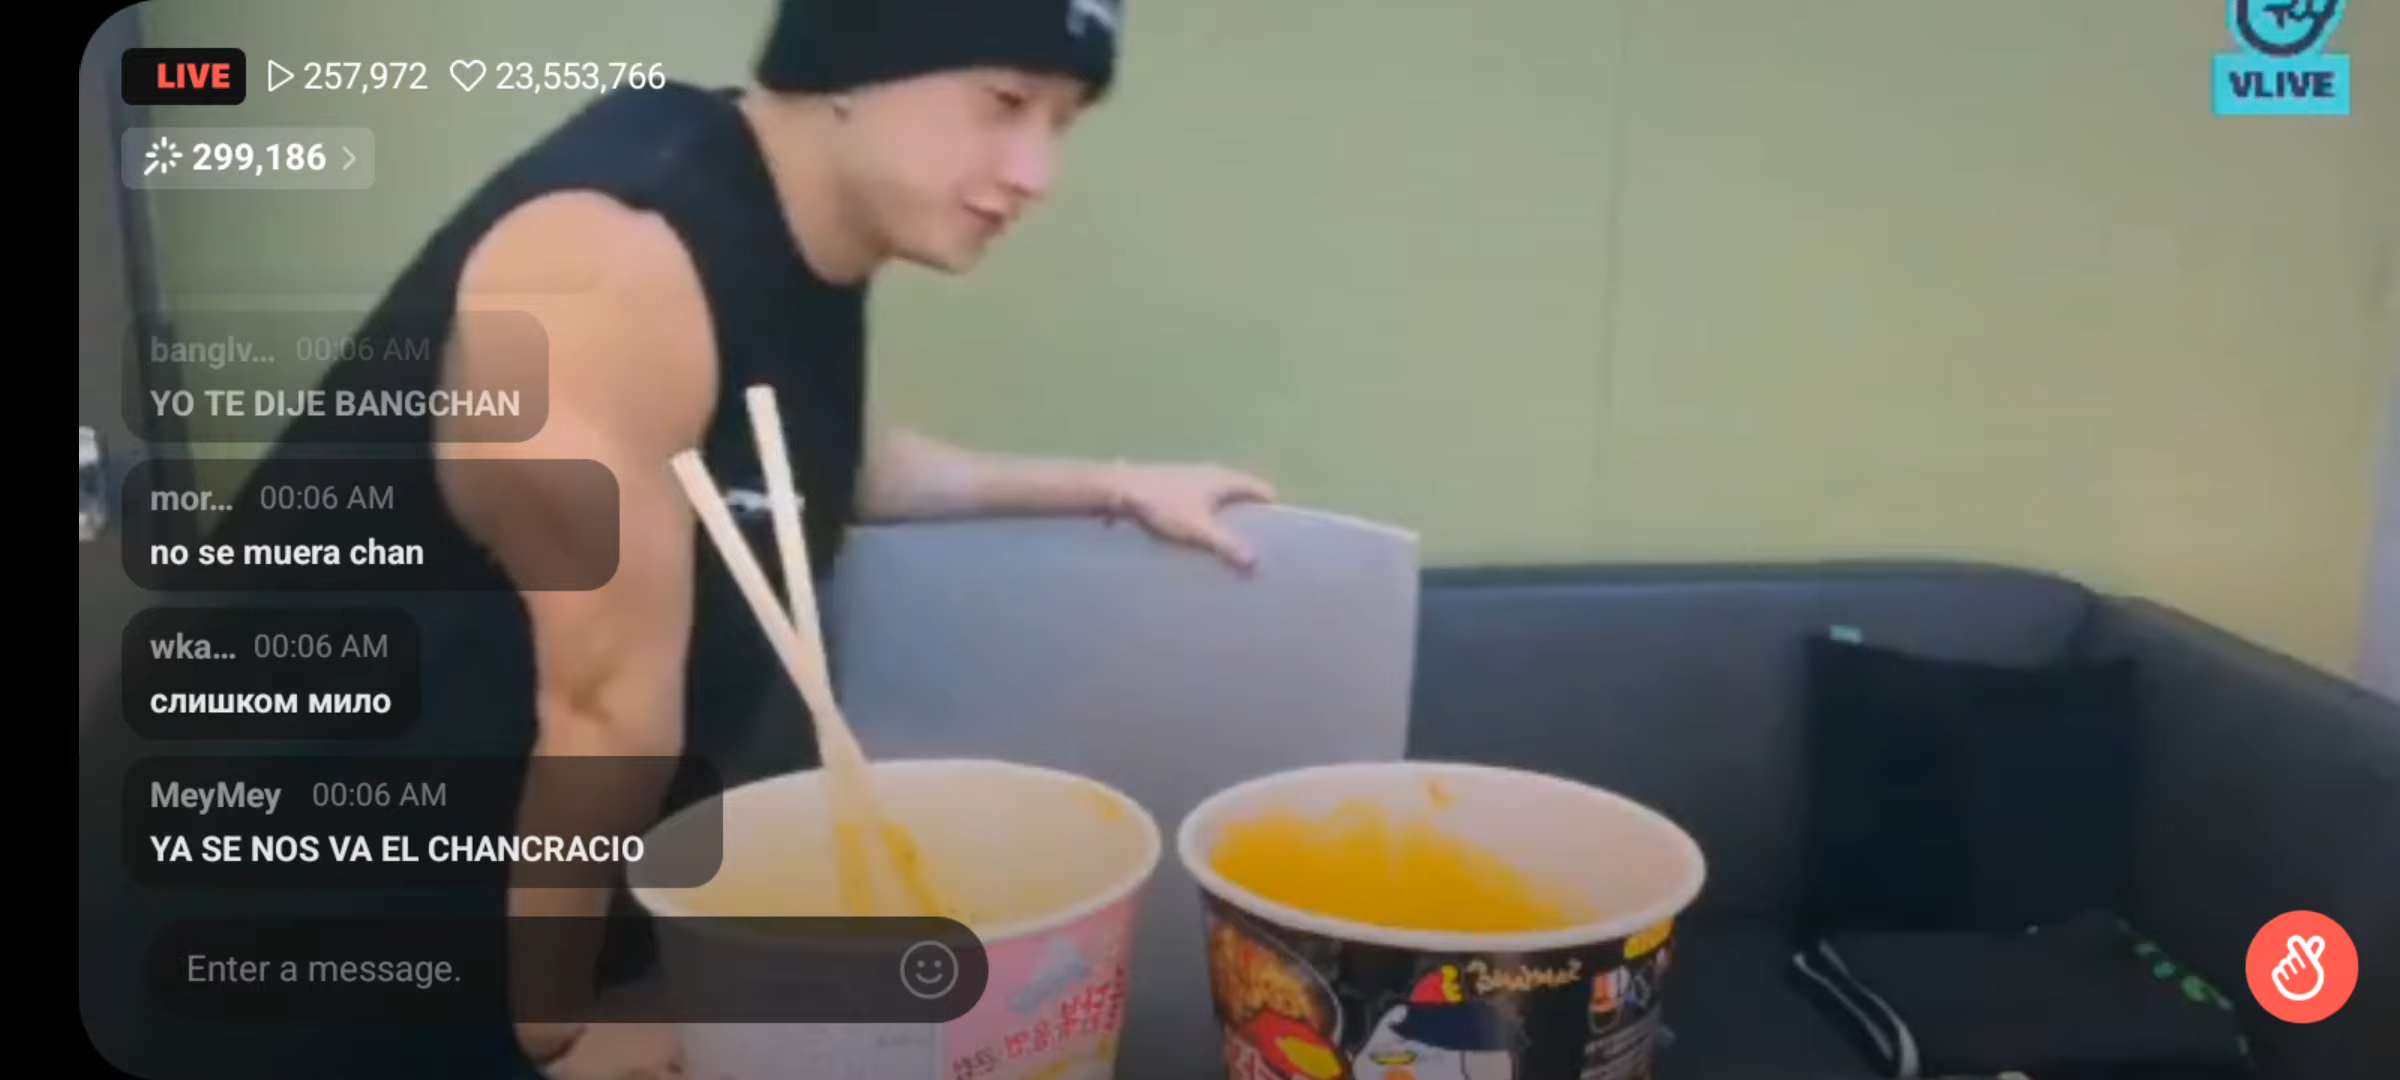 LIVE 257,972 23,553,766
VLIVE
299,186
banglv... 00:06 AM
YO TE DIJE BANGCHAN
mor... 00:06 AM
no se muera chan
wka... 00:06 AM
слишком мило
MeyMey 00:06 AM
YA SE NOS VA EL CHANCRACIO
Enter a message.